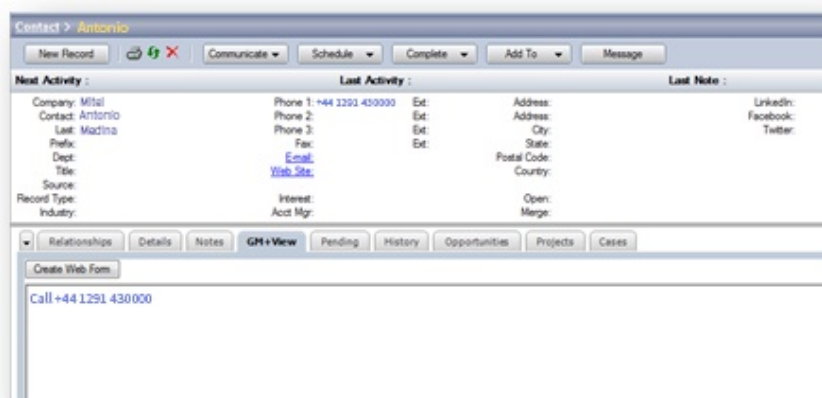 Contact > Antonio
New Record Communicate Schedule Complete Add To Message
Next Activity : Last Activity : Last Note :
Company: Mitel Phone 1: +44 1291 430000 Ext: Address: LinkedIn:
Contact: Antonio Phone 2: Ext: Address: Facebook:
Last: Madina Phone 3: Ext: City: Twitter:
Prefix: Fax: Ext: State:
Dept: E-mail: Postal Code:
Title: Web Site: Country:
Source:
Record Type: Interest: Open:
Industry: Acct Mgr: Merge:
Relationships Details Notes GM+View Pending History Opportunities Projects Cases
Create Web Form
Call +44 1291 430000